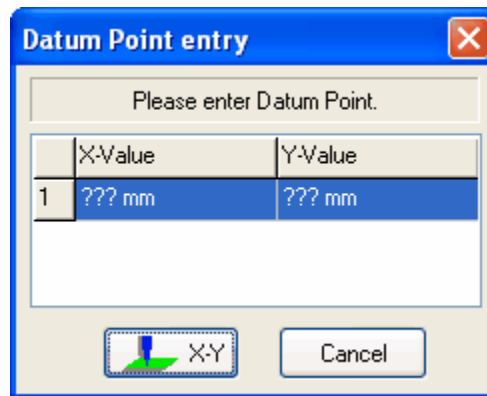 Datum Point entry
Please enter Datum Point.
X-Value Y-Value
1 ??? mm ??? mm
X-Y Cancel